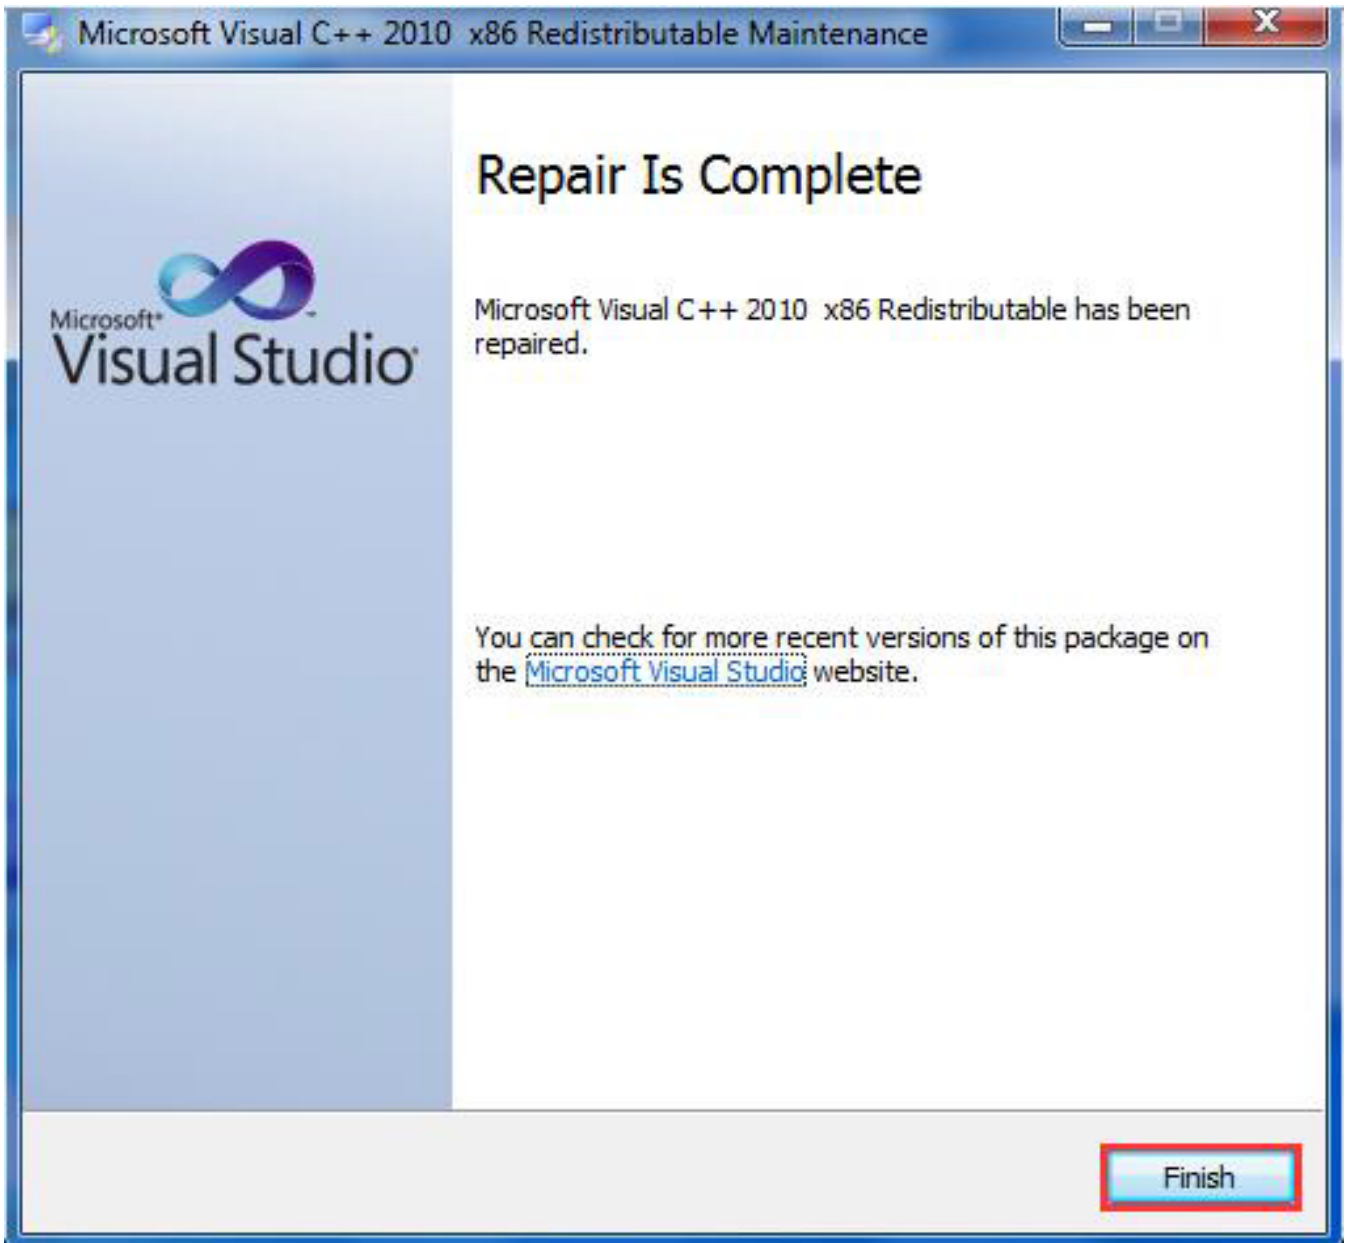 Microsoft Visual C++ 2010  x86 Redistributable Maintenance
Repair Is Complete
Microsoft Visual C++ 2010  x86 Redistributable has been
repaired.
Microsoft®
Visual Studio®
You can check for more recent versions of this package on
the Microsoft Visual Studio website.
Finish